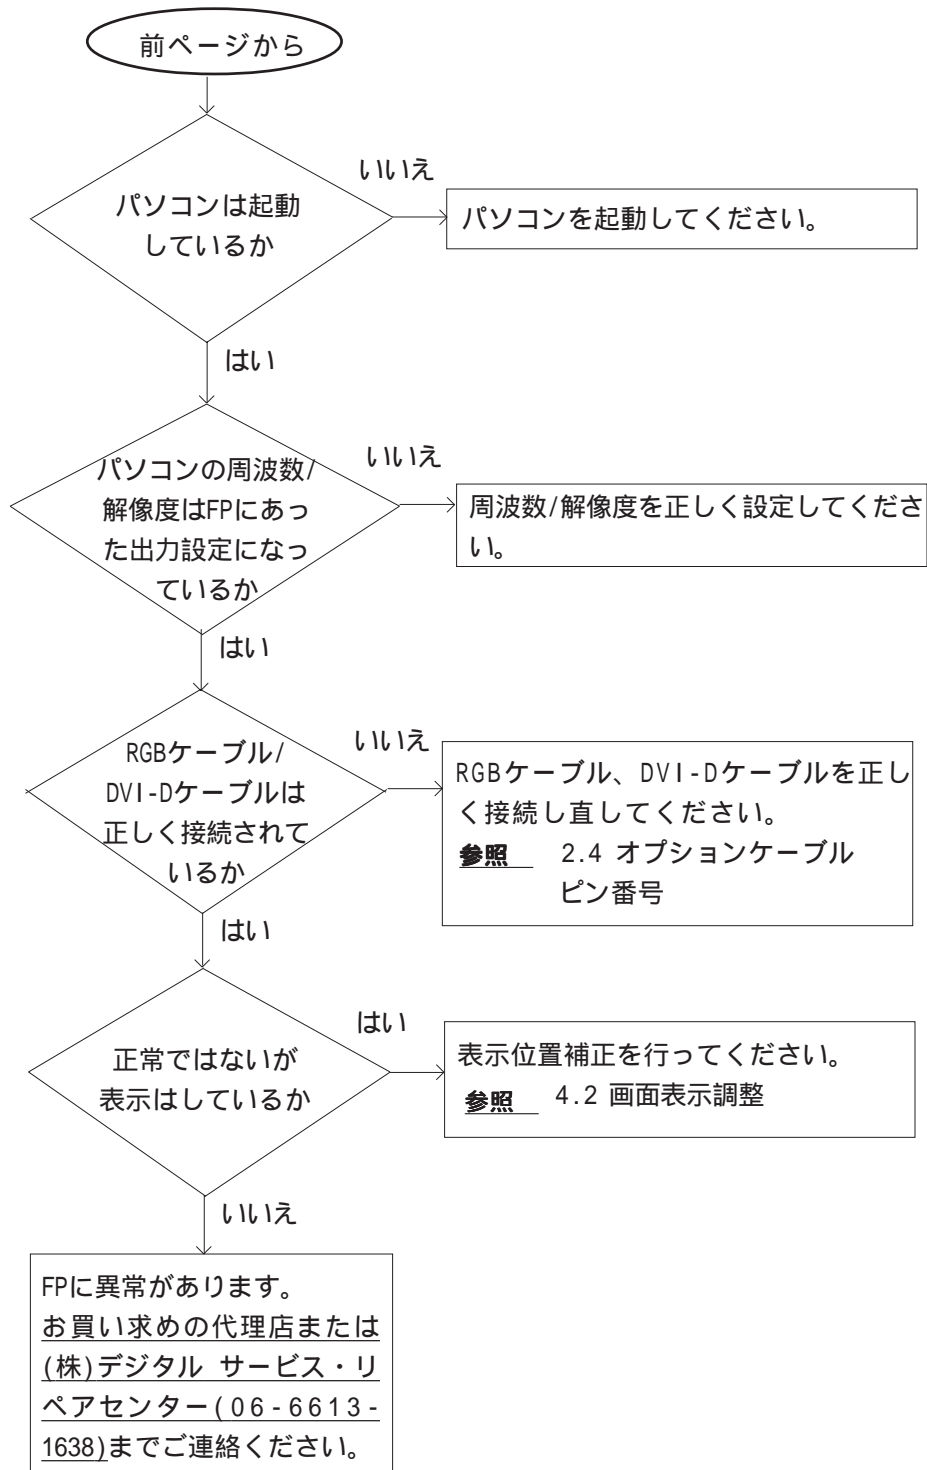 前ページから
いいえ
パソコンは起動
しているか
パソコンを起動してください。
はい
いいえ
パソコンの周波数/
解像度はFPにあっ
た出力設定になっ
ているか
周波数/解像度を正しく設定してくださ
い。
はい
いいえ
RGBケーブル/
DVI-Dケーブルは
正しく接続されて
いるか
RGBケーブル、DVI-Dケーブルを正し
く接続し直してください。
参照 2.4 オプションケーブル
ピン番号
はい
はい
正常ではないが
表示はしているか
表示位置補正を行ってください。
参照 4.2 画面表示調整
いいえ
FPに異常があります。
お買い求めの代理店または
(株)デジタル サービス・リ
ペアセンター(06-6613-
1638)までご連絡ください。